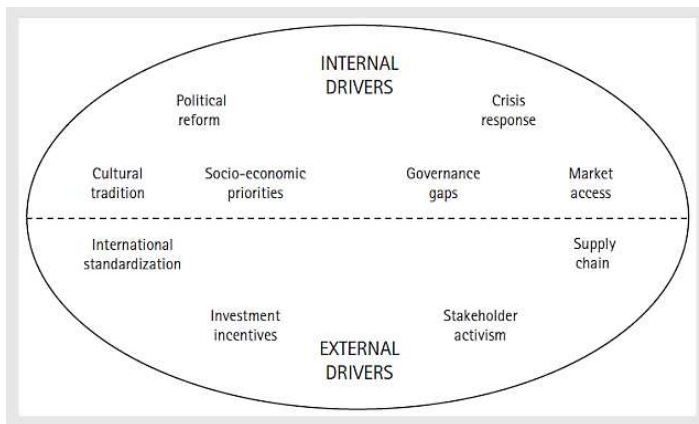 INTERNAL
DRIVERS
Political
reform
Crisis
response
Cultural
tradition
Socio-economic
priorities
Governance
gaps
Market
access
International
standardization
Supply
chain
Investment
incentives
Stakeholder
activism
EXTERNAL
DRIVERS